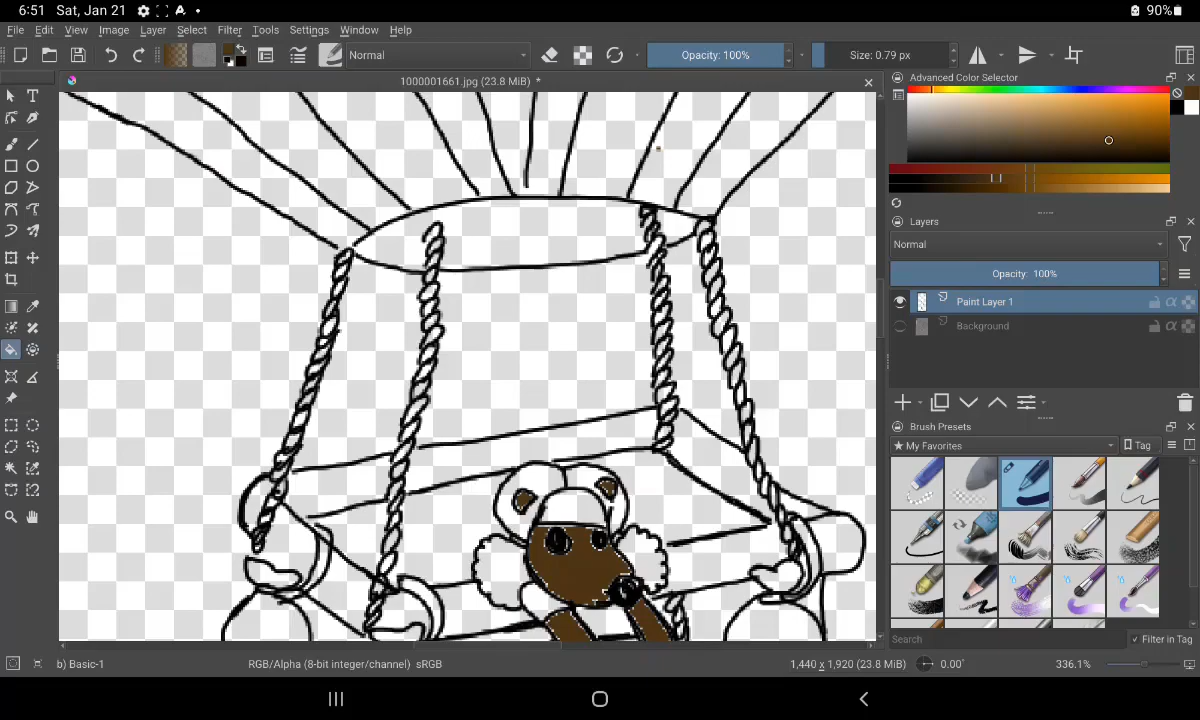 6:51 Sat, Jan 21 90%
File Edit View Image Layer Select Filter Tools Settings Window Help
Normal Opacity: 100% Size: 0.79 px
1000001661.jpg (23.8 MiB) *
Advanced Color Selector
Layers
Normal
Opacity: 100%
Paint Layer 1
Background
Brush Presets
My Favorites Tag
Search Filter in Tag
b) Basic-1 RGB/Alpha (8-bit integer/channel) sRGB 1,440 x 1,920 (23.8 MiB) 0.00° 336.1%